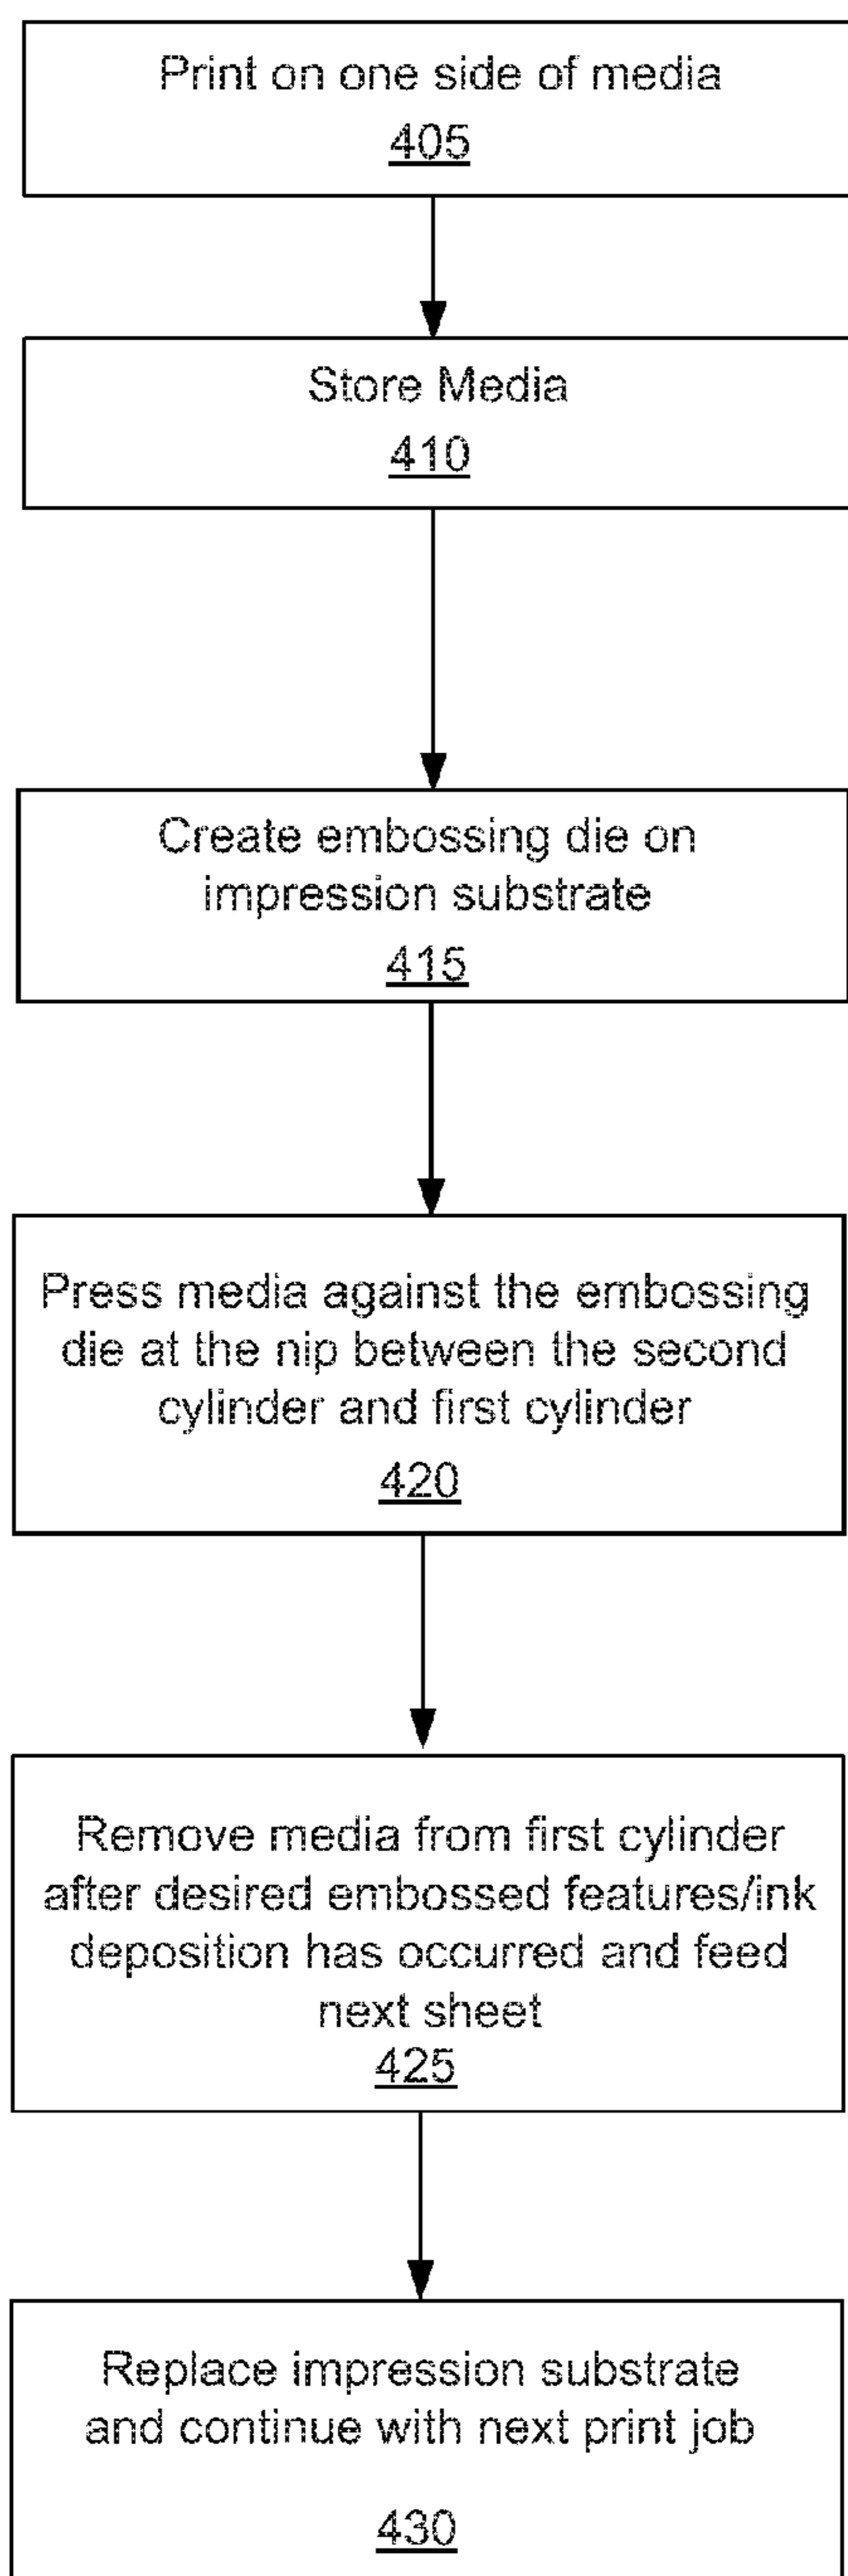 Print on one side of media
405
Store Media
410
Create embossing die on
impression substrate
415
Press media against the embossing
die at the nip between the second
cylinder and first cylinder
420
Remove media from first cylinder
after desired embossed features/ink
deposition has occurred and feed
next sheet
425
Replace impression substrate
and continue with next print job
430